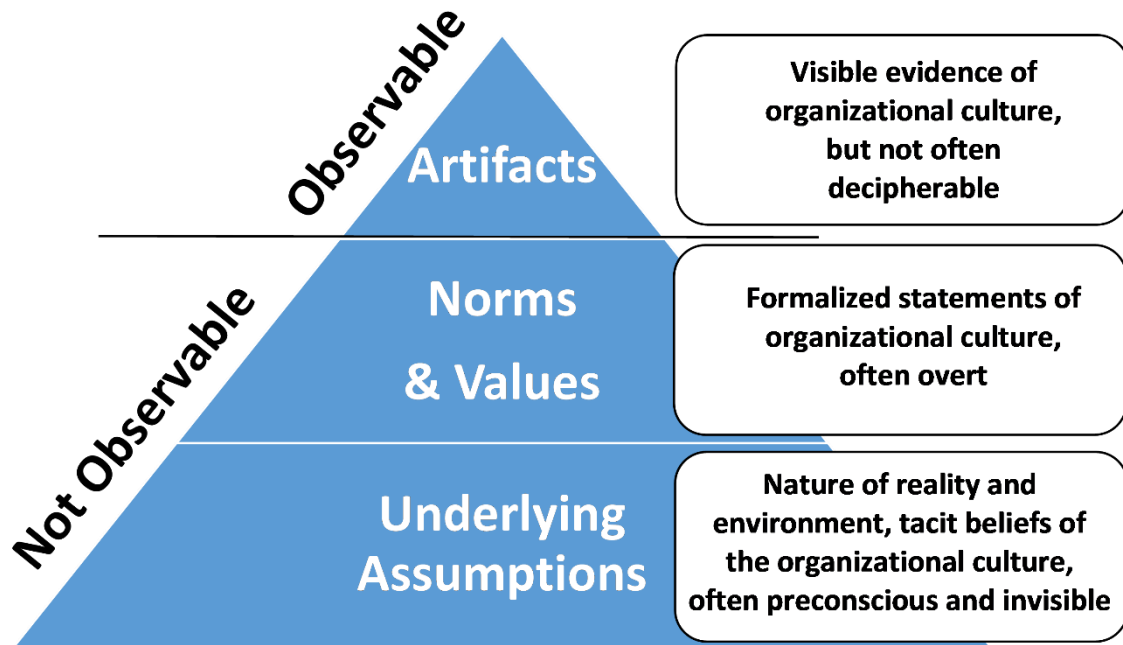 Observable
Artifacts
Visible evidence of
organizational culture,
but not often
decipherable
Not Observable
Norms
& Values
Formalized statements of
organizational culture,
often overt
Underlying
Assumptions
Nature of reality and
environment, tacit beliefs of
the organizational culture,
often preconscious and invisible